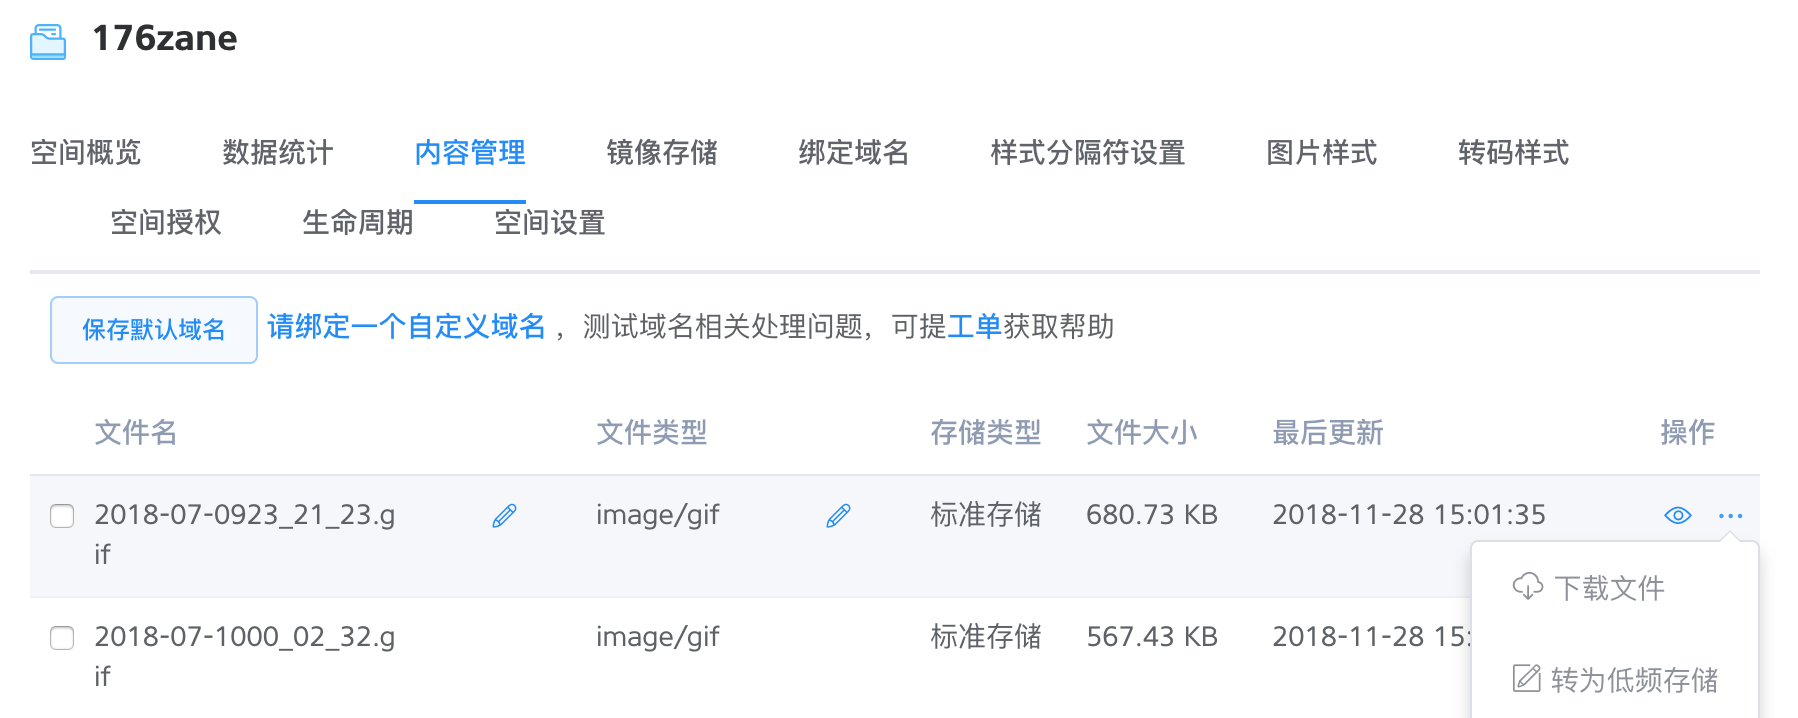 176zane
空间概览 数据统计 内容管理 镜像存储 绑定域名 样式分隔符设置 图片样式 转码样式
空间授权 生命周期 空间设置
保存默认域名 请绑定一个自定义域名 ，测试域名相关处理问题，可提工单获取帮助
文件名 文件类型 存储类型 文件大小 最后更新 操作
2018-07-0923_21_23.g image/gif 标准存储 680.73 KB 2018-11-28 15:01:35
if
下载文件
2018-07-1000_02_32.g image/gif 标准存储 567.43 KB 2018-11-28 15:
if
转为低频存储